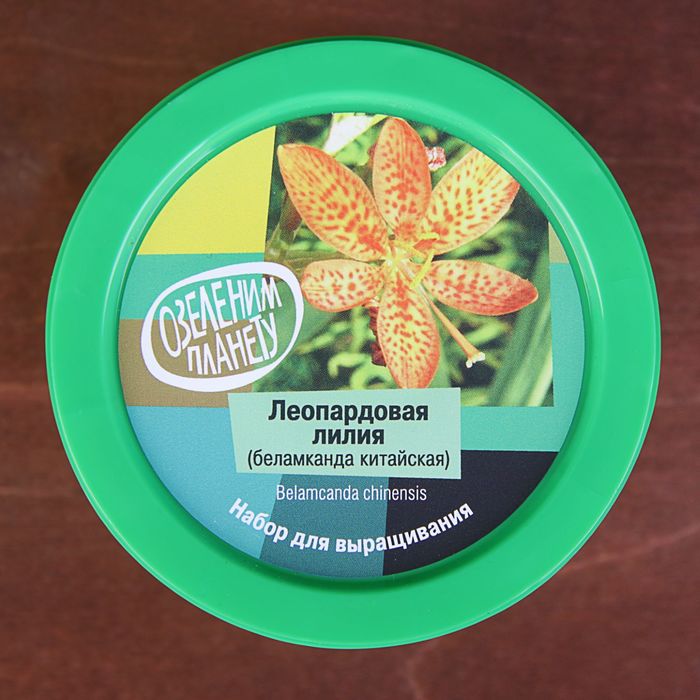 ОЗЕЛЕНИМ
ПЛАНЕТУ
Леопардовая
лилия
(беламканда китайская)
Belamcanda chinensis
Набор для выращивания